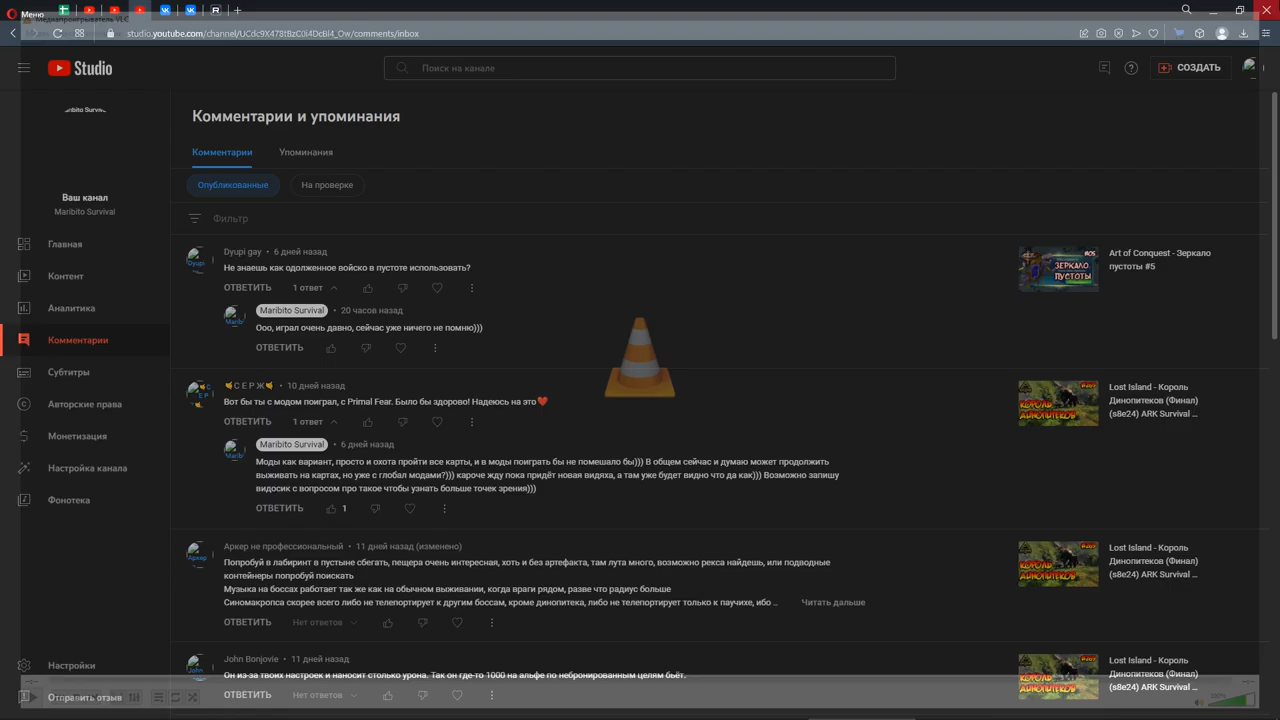 Меню
Медиапроигрыватель VLC
studio.youtube.com/channel/UCdc9X478tBzC0i4DcBl4_Ow/comments/inbox
Studio
Поиск на канале
СОЗДАТЬ
Ваш канал
Maribito Survival
Главная
Контент
Аналитика
Комментарии
Субтитры
Авторские права
Монетизация
Настройка канала
Фонотека
Настройки
Отправить отзыв
Комментарии и упоминания
Комментарии
Упоминания
Опубликованные
На проверке
Фильтр
Dyupi gay • 6 дней назад
Не знаешь как одолженное войско в пустоте использовать?
ОТВЕТИТЬ 1 ответ
Art of Conquest - Зеркало
пустоты #5
#05
ЗЕРКАЛО
ПУСТОТЫ
Maribito Survival • 20 часов назад
Ооо, играл очень давно, сейчас уже ничего не помню)))
ОТВЕТИТЬ
С Е Р Ж • 10 дней назад
Вот бы ты с модом поиграл, с Primal Fear. Было бы здорово! Надеюсь на это❤️
ОТВЕТИТЬ 1 ответ
Lost Island - Король
Динопитеков (Финал)
(s8e24) ARK Survival ...
КОРОЛЬ
ДИНОПИТЕКОВ
Maribito Survival • 6 дней назад
Моды как вариант, просто и охота пройти все карты, и в моды поиграть бы не помешало бы))) В общем сейчас и думаю может продолжить
выживать на картах, но уже с глобал модами?))) кароче жду пока придёт новая видяха, а там уже будет видно что да как))) Возможно запишу
видосик с вопросом про такое чтобы узнать больше точек зрения)))
ОТВЕТИТЬ 1
Аркер не профессиональный • 11 дней назад (изменено)
Попробуй в лабиринт в пустыне сбегать, пещера очень интересная, хоть и без артефакта, там лута много, возможно рекса найдешь, или подводные
контейнеры попробуй поискать
Музыка на боссах работает так же как на обычном выживании, когда враги рядом, разве что радиус больше
Синомакропса скорее всего либо не телепортирует к другим боссам, кроме динопитека, либо не телепортирует только к паучихе, ибо ...
Читать дальше
ОТВЕТИТЬ Нет ответов
Lost Island - Король
Динопитеков (Финал)
(s8e24) ARK Survival ...
КОРОЛЬ
ДИНОПИТЕКОВ
John Bonjovie • 11 дней назад
Он из-за твоих настроек и наносит столько урона. Так он где-то 1000 на альфе по небронированным целям бьёт.
ОТВЕТИТЬ Нет ответов
Lost Island - Король
Динопитеков (Финал)
(s8e24) ARK Survival ...
КОРОЛЬ
ДИНОПИТЕКОВ